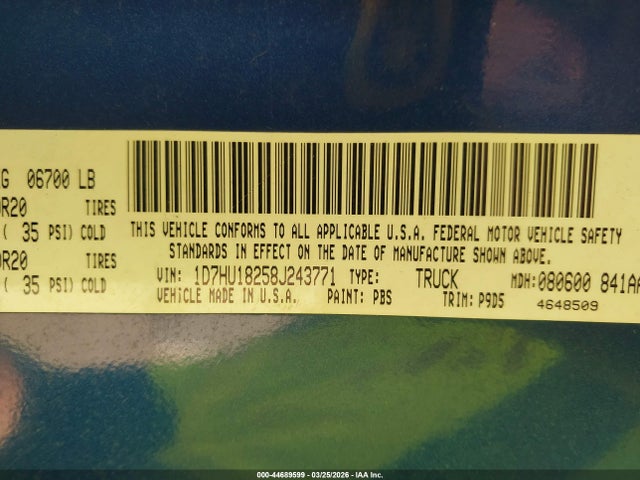 G 06700 LB
R20 TIRES
( 35 PSI) COLD
R20 TIRES
( 35 PSI) COLD
THIS VEHICLE CONFORMS TO ALL APPLICABLE U.S.A. FEDERAL MOTOR VEHICLE SAFETY
STANDARDS IN EFFECT ON THE DATE OF MANUFACTURE SHOWN ABOVE.
VIN: 1D7HU18258J243771 TYPE: TRUCK MDH: 080600 841AA
VEHICLE MADE IN U.S.A. PAINT: PBS TRIM: P9D5 4648509
000-44689599 | 03/25/2026 - IAA Inc.